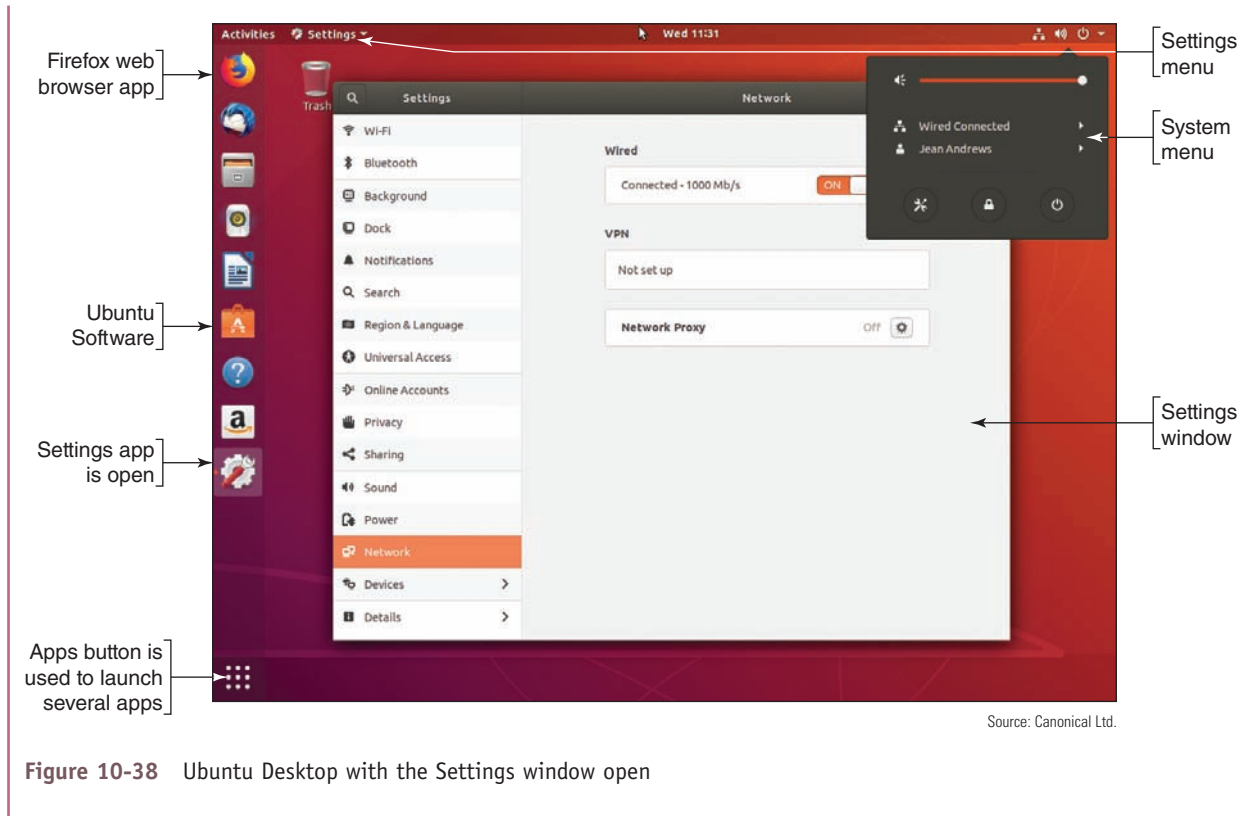 Activities Settings Wed 11:31
Firefox web
browser app
Settings
menu
Trash
Settings Network
Wi-Fi
Bluetooth
Background
Dock
Notifications
Search
Region & Language
Universal Access
Online Accounts
Privacy
Sharing
Sound
Power
Network
Devices
Details
Wired
Connected - 1000 Mb/s ON
VPN
Not set up
Network Proxy Off
Wired Connected
Jean Andrews
System
menu
Ubuntu
Software
a
Settings app
is open
Settings
window
Apps button is
used to launch
several apps
Source: Canonical Ltd.
Figure 10-38 Ubuntu Desktop with the Settings window open